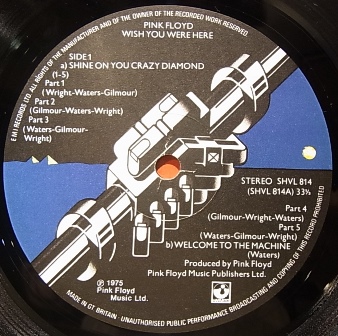 ALL RIGHTS OF THE MANUFACTURER AND OF THE OWNER OF THE RECORDED WORK RESERVED.
EMI RECORDS LTD.
PINK FLOYD
WISH YOU WERE HERE
SIDE 1
a) SHINE ON YOU CRAZY DIAMOND
(1-5)
Part 1
(Wright-Waters-Gilmour)
Part 2
(Gilmour-Waters-Wright)
Part 3
(Waters-Gilmour-
Wright)
STEREO SHVL 814
(SHVL 814A) 33⅓
Part 4
(Gilmour-Wright-Waters)
Part 5
(Waters-Gilmour-Wright)
b) WELCOME TO THE MACHINE
(Waters)
Produced by Pink Floyd
Pink Floyd Music Publishers Ltd.
℗ 1975
Pink Floyd
Music Ltd.
MADE IN GT BRITAIN · UNAUTHORISED PUBLIC PERFORMANCE BROADCASTING AND COPYING OF THIS RECORD PROHIBITED